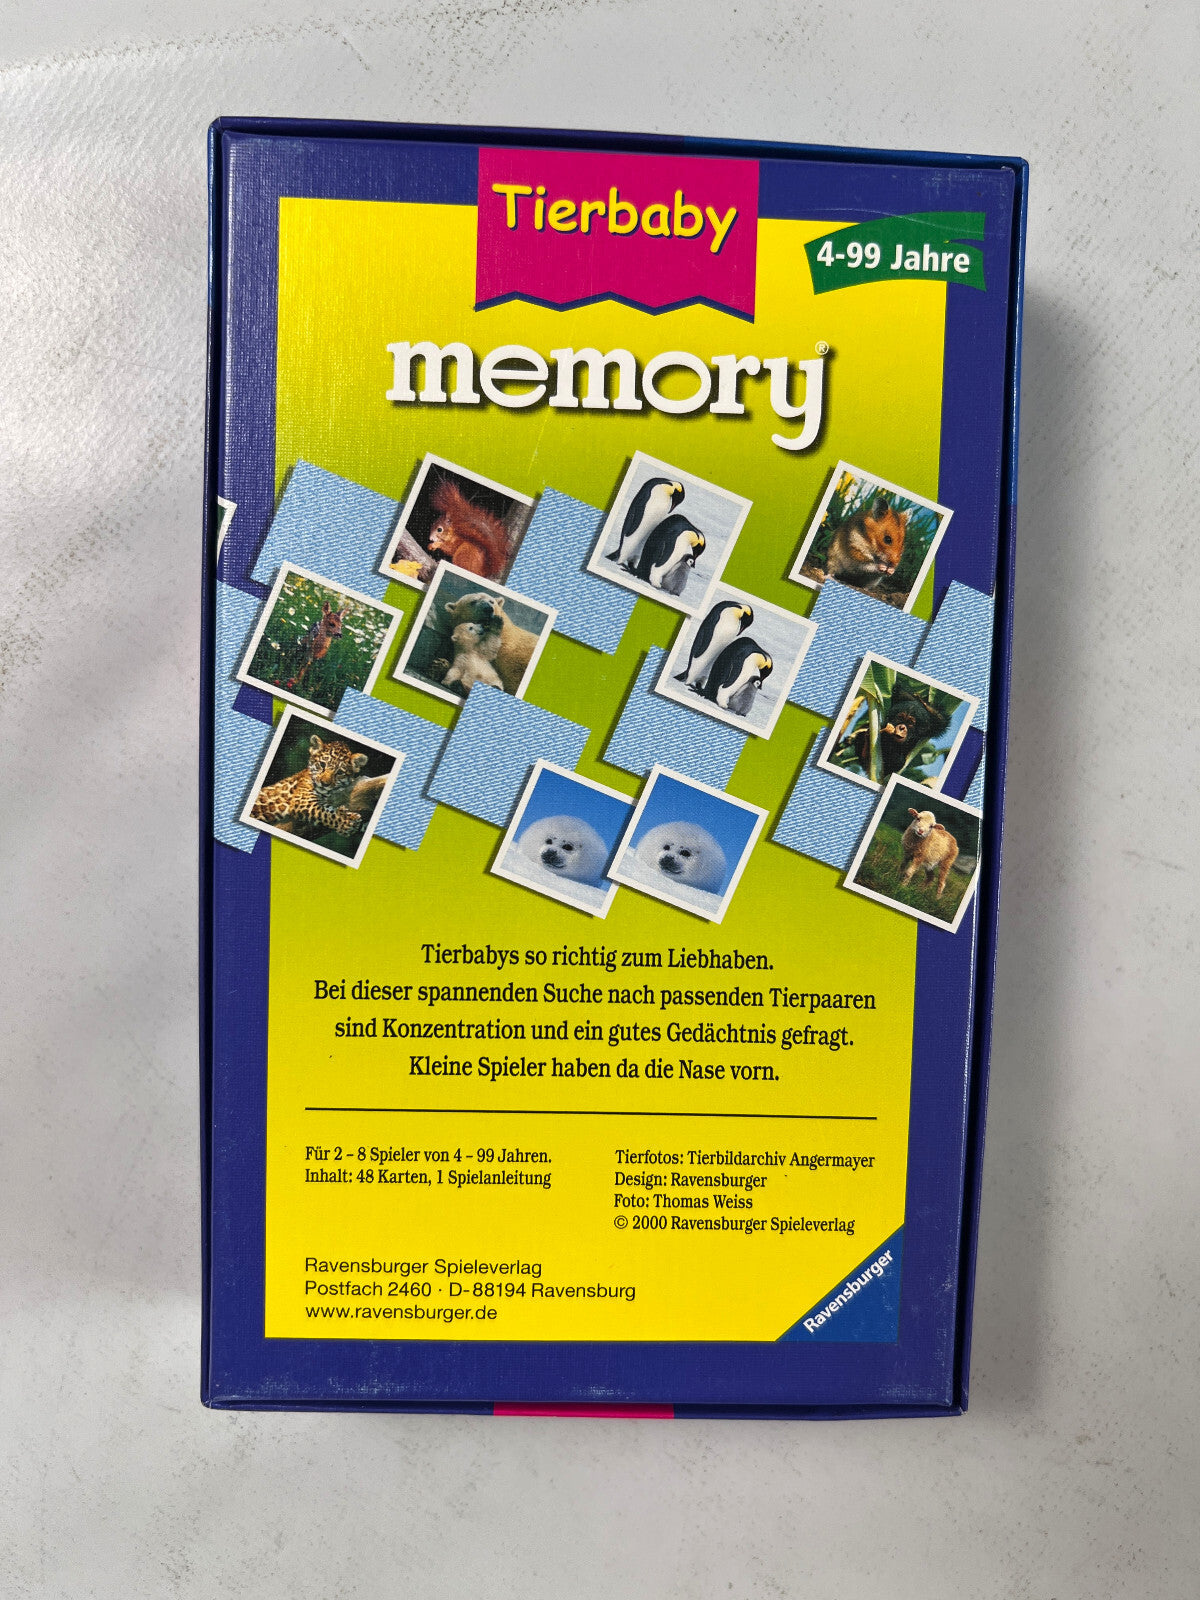 Tierbaby
4-99 Jahre
memory®
Tierbabys so richtig zum Liebhaben.
Bei dieser spannenden Suche nach passenden Tierpaaren
sind Konzentration und ein gutes Gedächtnis gefragt.
Kleine Spieler haben da die Nase vorn.
Für 2 – 8 Spieler von 4 – 99 Jahren.
Inhalt: 48 Karten, 1 Spielanleitung
Tierfotos: Tierbildarchiv Angermayer
Design: Ravensburger
Foto: Thomas Weiss
© 2000 Ravensburger Spieleverlag
Ravensburger Spieleverlag
Postfach 2460 · D-88194 Ravensburg
www.ravensburger.de
Ravensburger